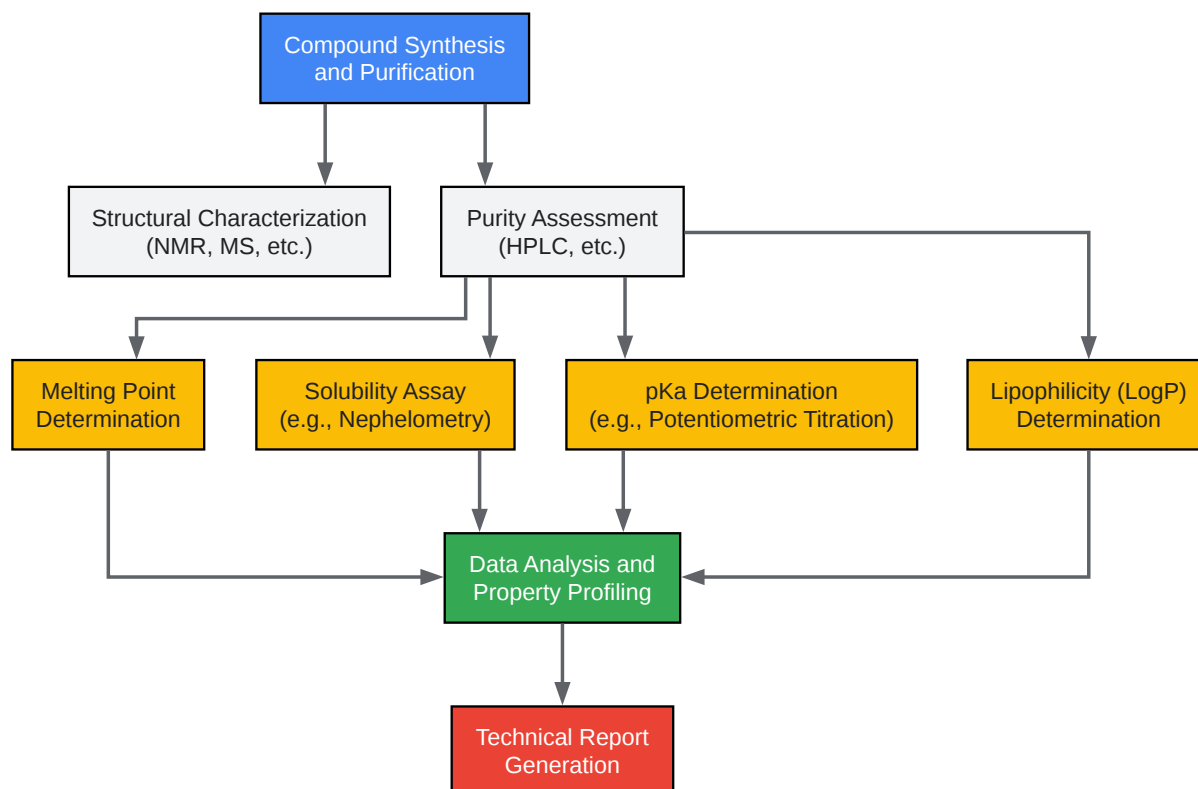 Compound Synthesis
and Purification
Structural Characterization
(NMR, MS, etc.)
Purity Assessment
(HPLC, etc.)
Melting Point
Determination
Solubility Assay
(e.g., Nephelometry)
pKa Determination
(e.g., Potentiometric Titration)
Lipophilicity (LogP)
Determination
Data Analysis and
Property Profiling
Technical Report
Generation